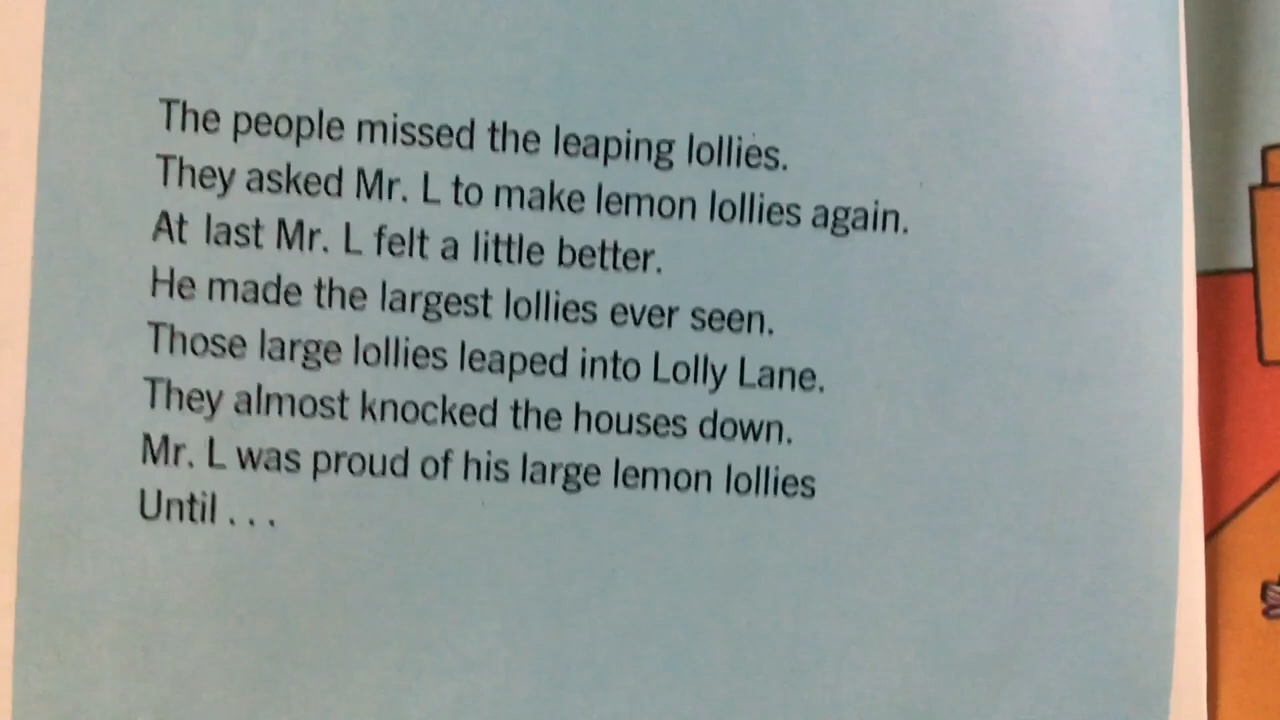 The people missed the leaping lollies.
They asked Mr. L to make lemon lollies again.
At last Mr. L felt a little better.
He made the largest lollies ever seen.
Those large lollies leaped into Lolly Lane.
They almost knocked the houses down.
Mr. L was proud of his large lemon lollies
Until . . .